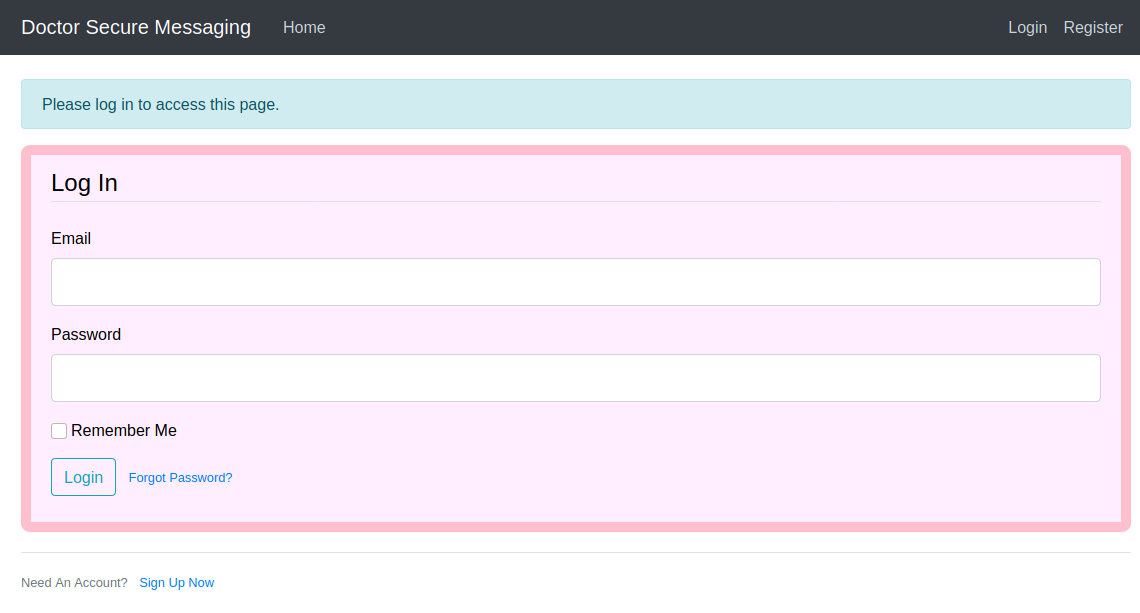 Doctor Secure Messaging Home Login Register
Please log in to access this page.
Log In
Email
Password
Remember Me
Login Forgot Password?
Need An Account? Sign Up Now